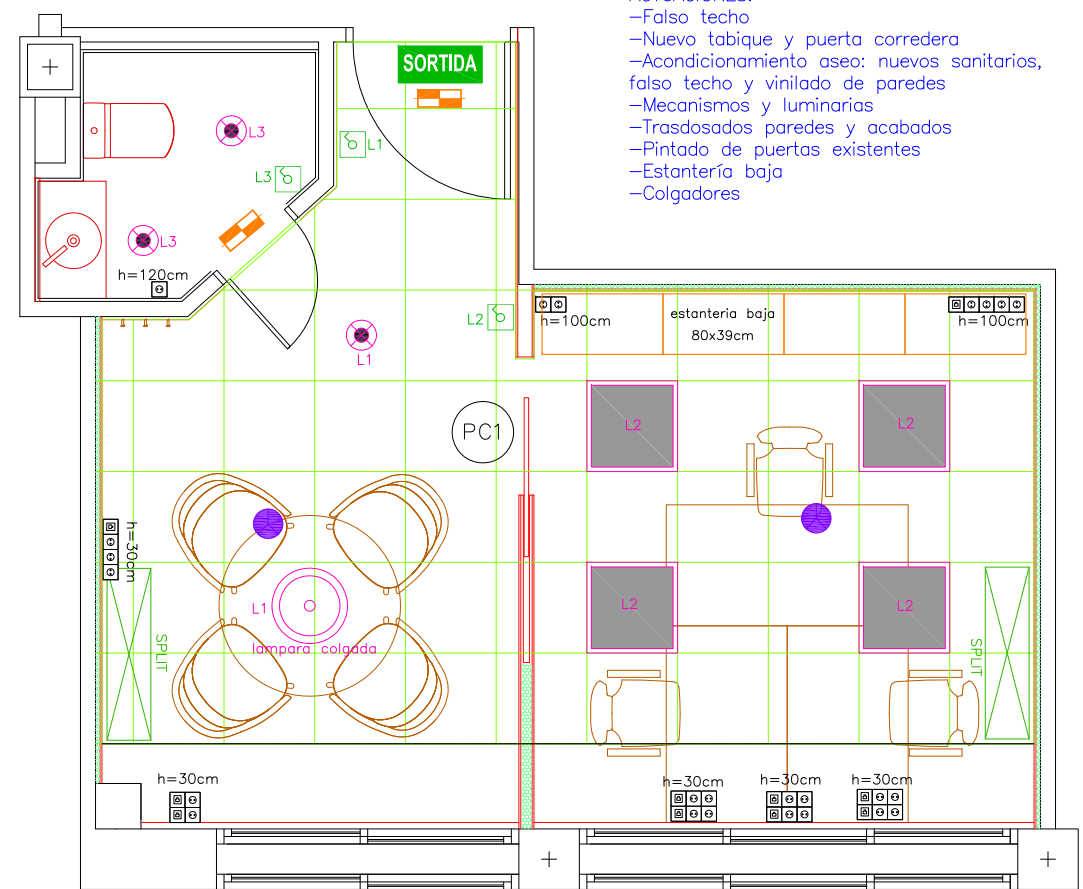 SORTIDA
—Falso techo
—Nuevo tabique y puerta corredera
—Acondicionamiento aseo: nuevos sanitarios,
falso techo y vinilado de paredes
—Mecanismos y luminarias
—Trasdosados paredes y acabados
—Pintado de puertas existentes
—Estantería baja
—Colgadores
L3
L1
L3
L3
h=120cm
L2
L1
h=100cm
estanteria baja
80x39cm
h=100cm
PC1
L2
L2
h=30cm
L1
lampara colgada
L2
L2
SPLIT
SPLIT
h=30cm
h=30cm
h=30cm
h=30cm